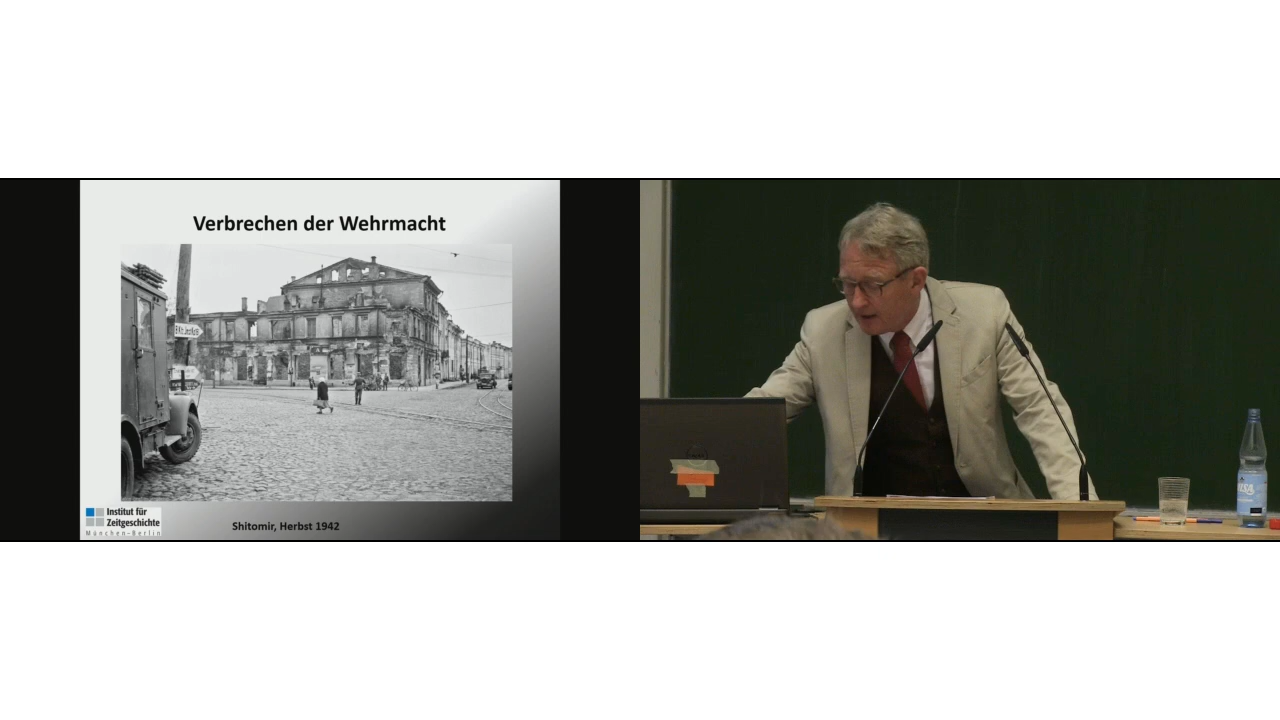 Verbrechen der Wehrmacht
Institut für
Zeitgeschichte
München-Berlin
Shitomir, Herbst 1942